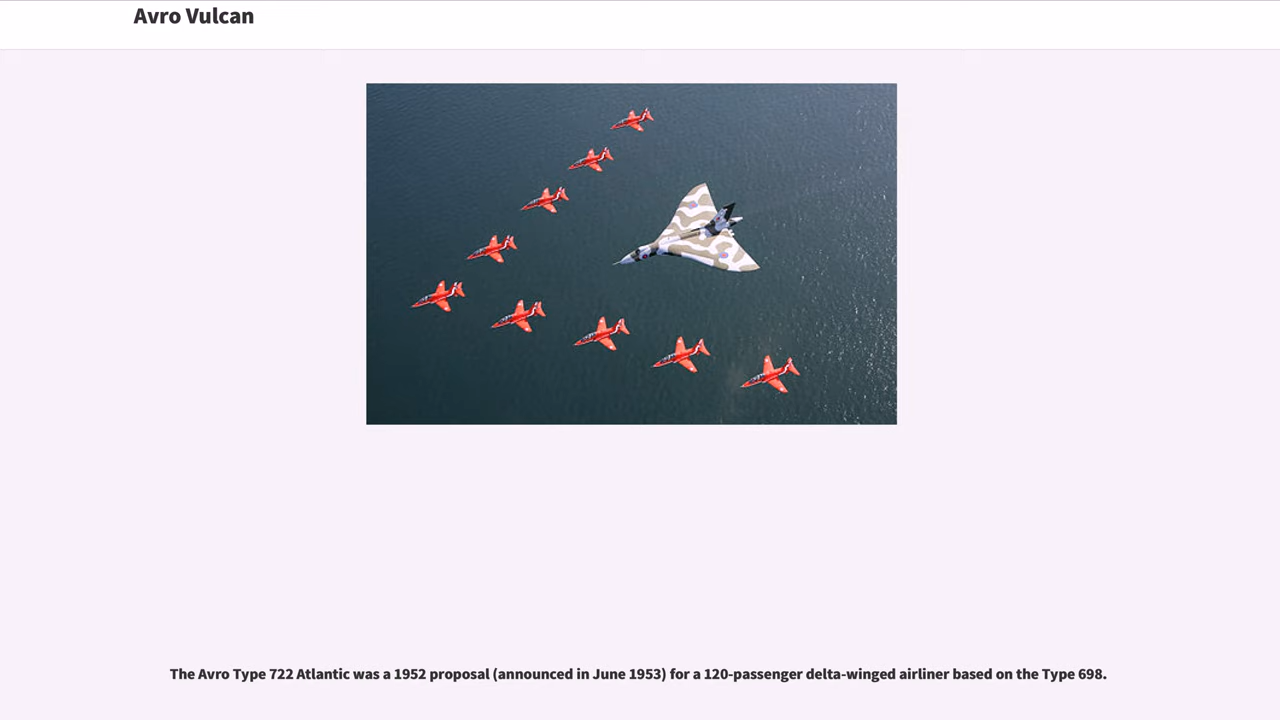 Avro Vulcan
The Avro Type 722 Atlantic was a 1952 proposal (announced in June 1953) for a 120-passenger delta-winged airliner based on the Type 698.